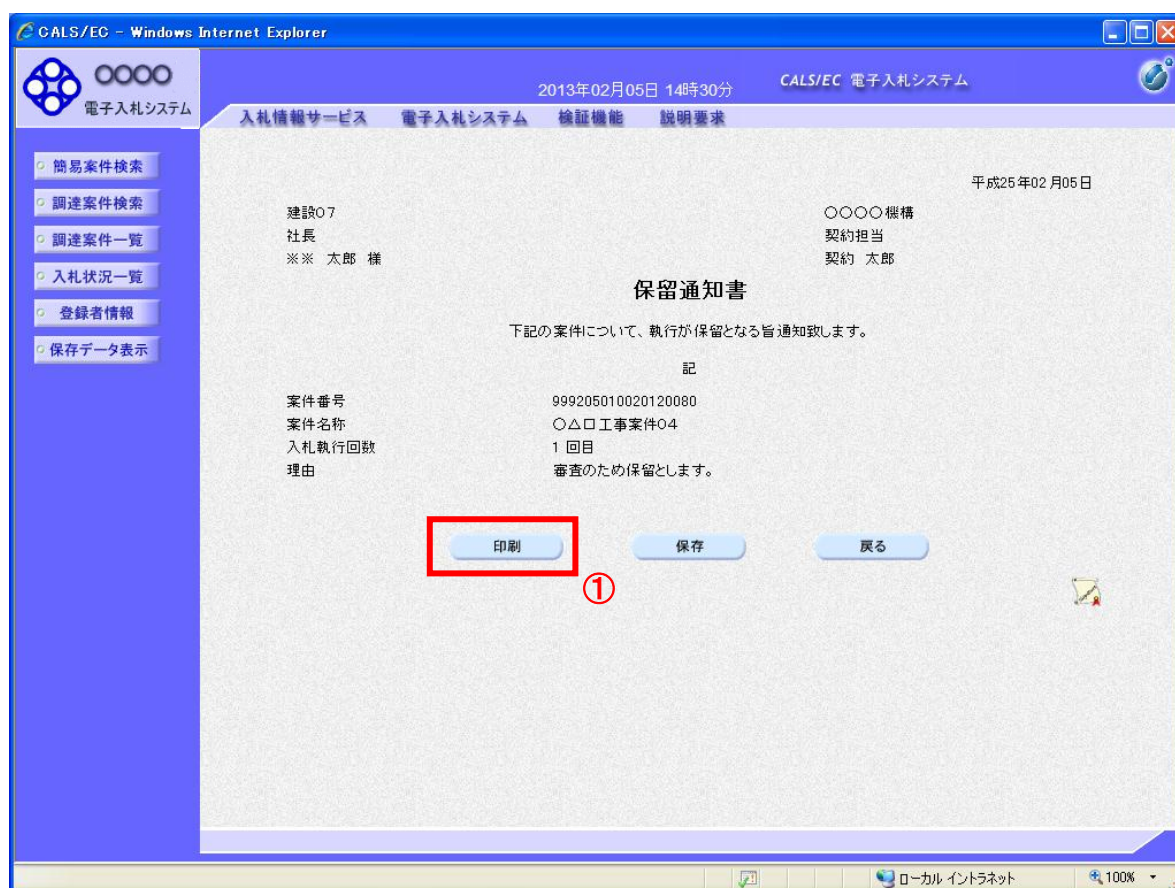 CALS/EC - Windows Internet Explorer
OOOO
電子入札システム
2013年02月05日 14時30分
CALS/EC 電子入札システム
入札情報サービス 電子入札システム 検証機能 説明要求
簡易案件検索
調達案件検索
調達案件一覧
入札状況一覧
登録者情報
保存データ表示
平成25年02月05日
建設07
社長
※※ 太郎 様
〇〇〇〇機構
契約担当
契約 太郎
保留通知書
下記の案件について、執行が保留となる旨通知致します。
記
案件番号 999205010020120080
案件名称 〇△口工事案件04
入札執行回数 1 回目
理由 審査のため保留とします。
印刷 保存 戻る
①
ローカル イントラネット 100%